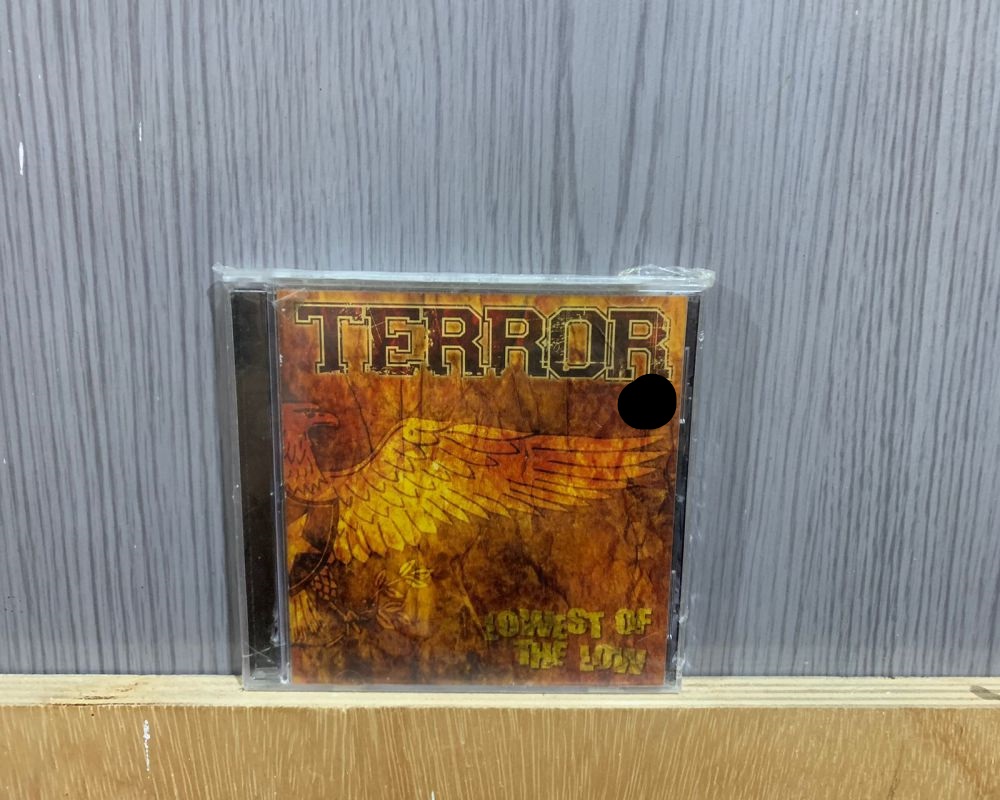 TERROR
LOWEST OF
THE LOW